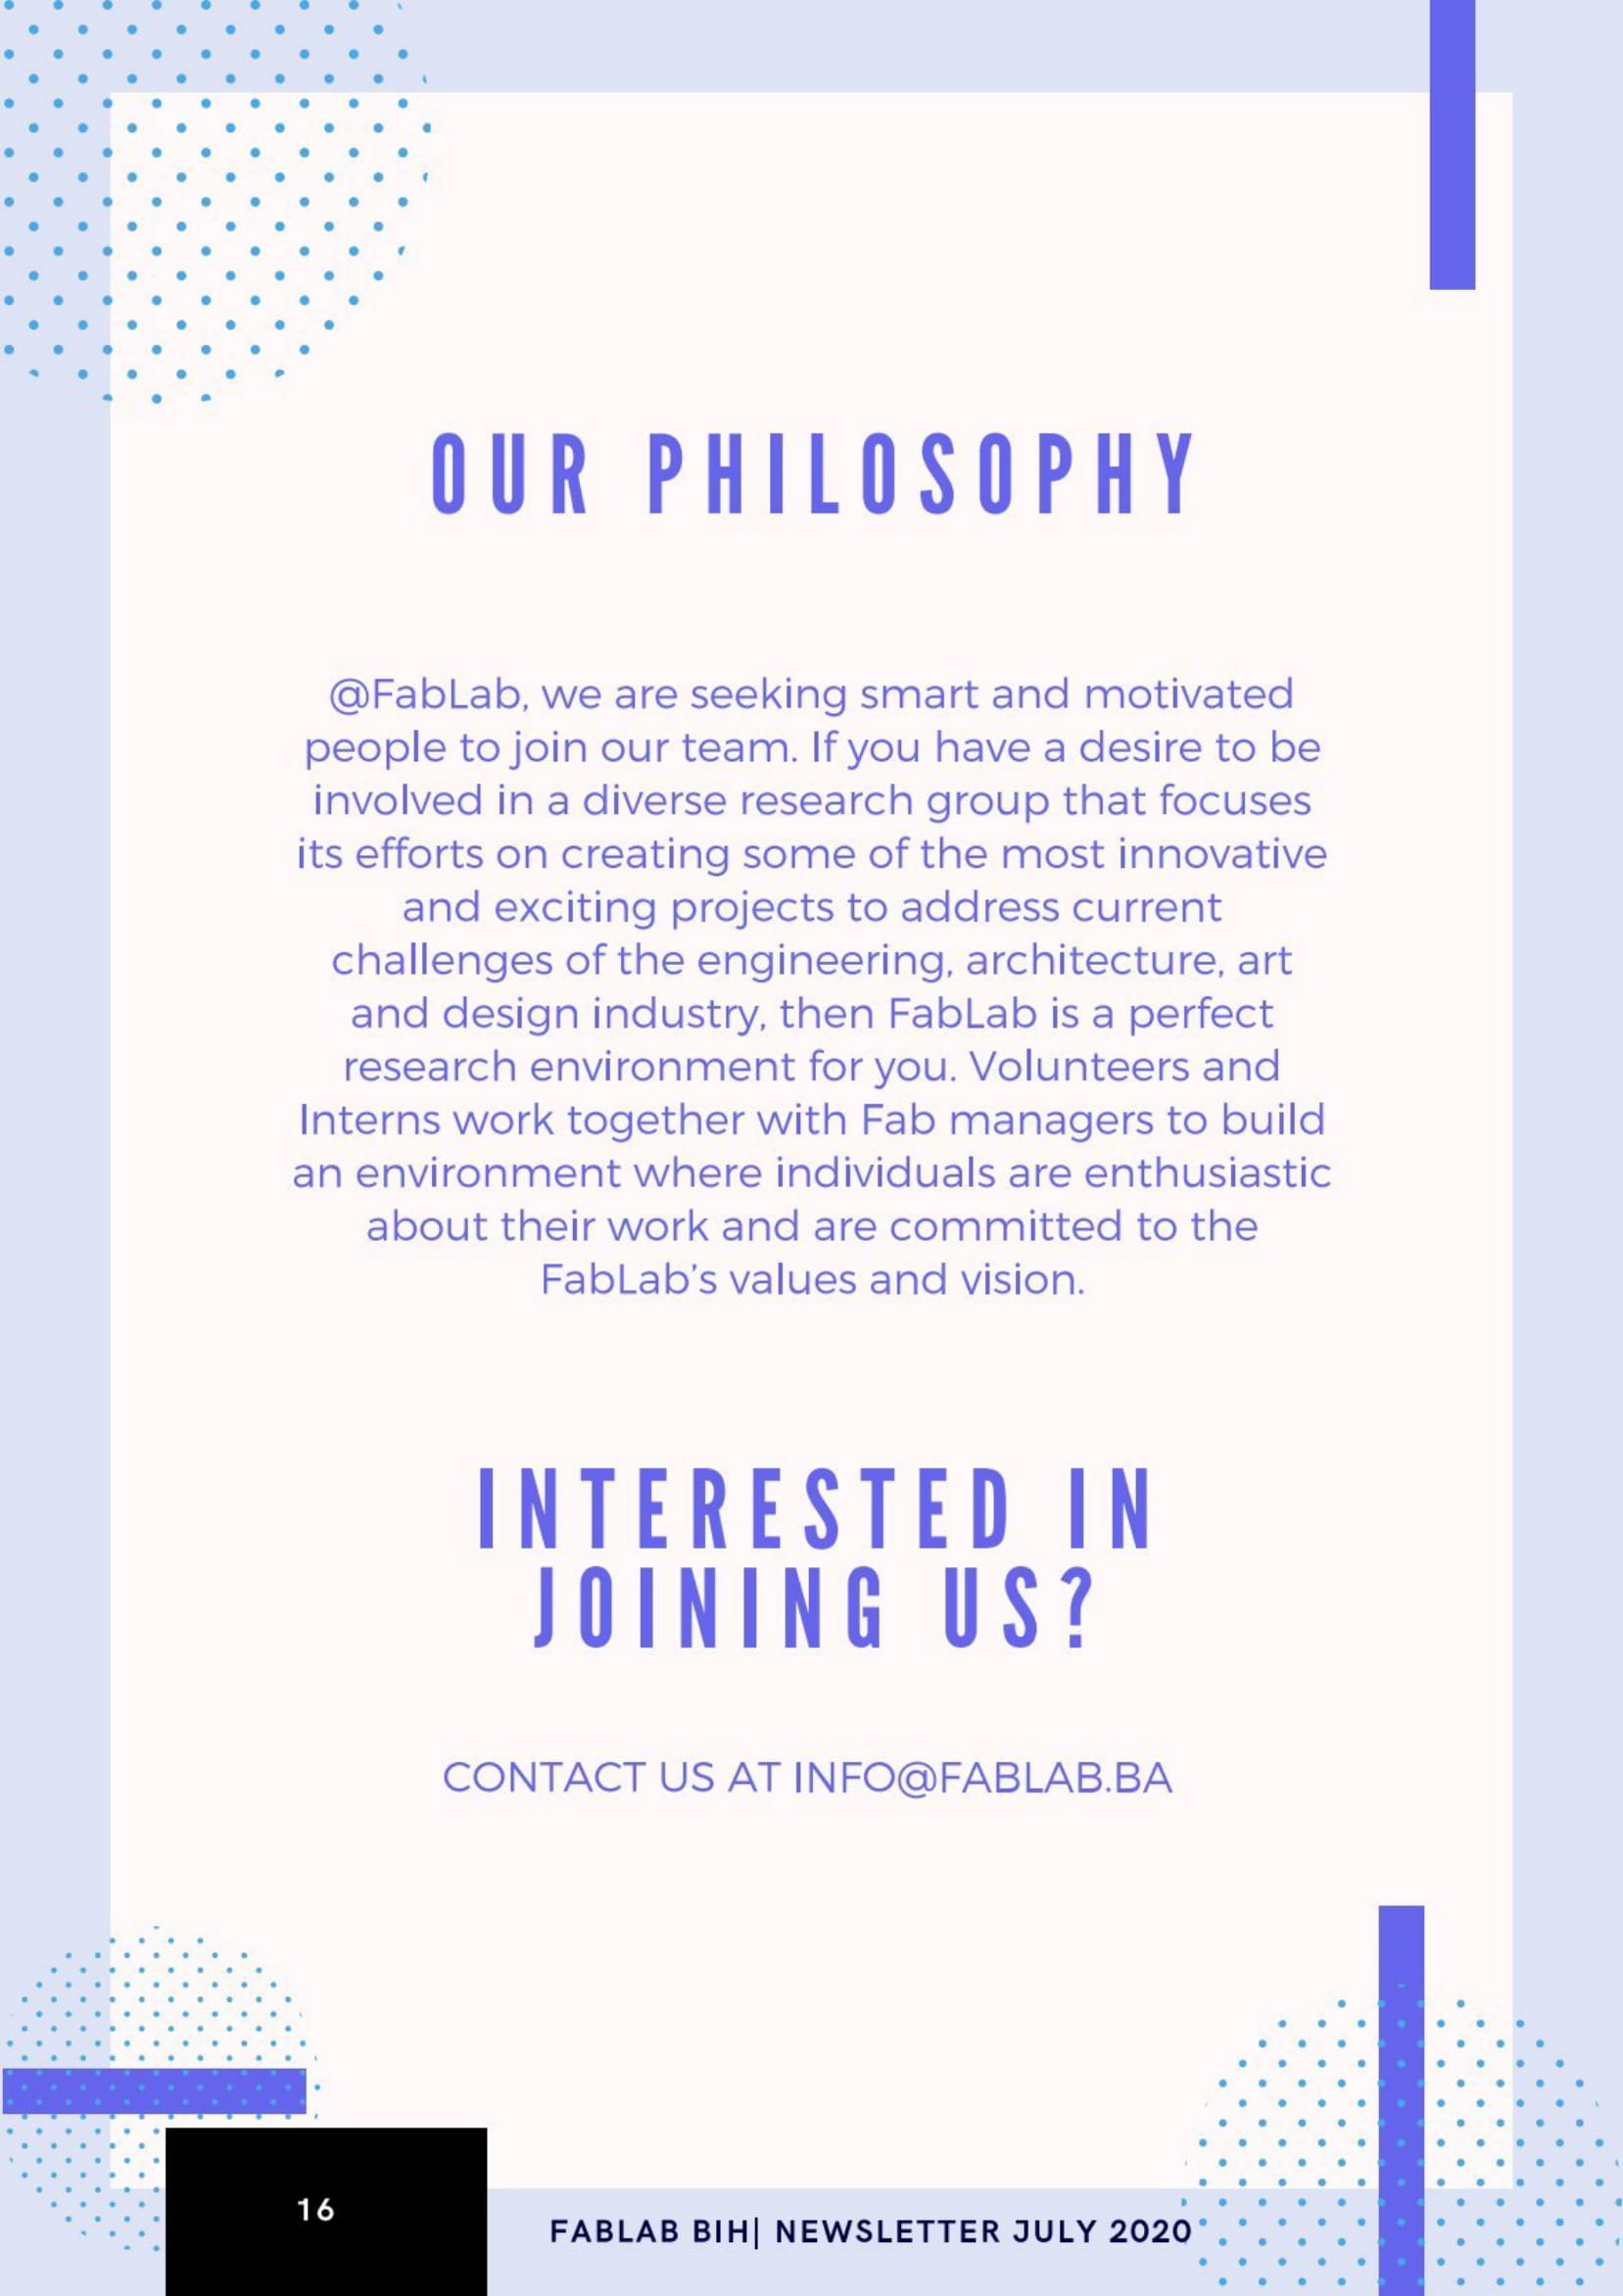 OUR PHILOSOPHY
@FabLab, we are seeking smart and motivated
people to join our team. If you have a desire to be
involved in a diverse research group that focuses
its efforts on creating some of the most innovative
and exciting projects to address current
challenges of the engineering, architecture, art
and design industry, then FabLab is a perfect
research environment for you. Volunteers and
Interns work together with Fab managers to build
an environment where individuals are enthusiastic
about their work and are committed to the
FabLab’s values and vision.
INTERESTED IN
JOINING US?
CONTACT US AT INFO@FABLAB.BA
16
FABLAB BIH| NEWSLETTER JULY 2020